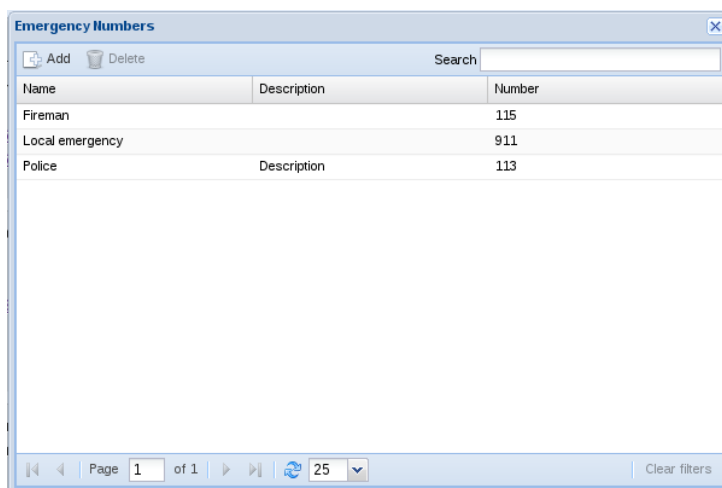 Emergency Numbers
Add Delete Search
Name Description Number
Fireman 115
Local emergency 911
Police Description 113
Page 1 of 1 25 Clear filters